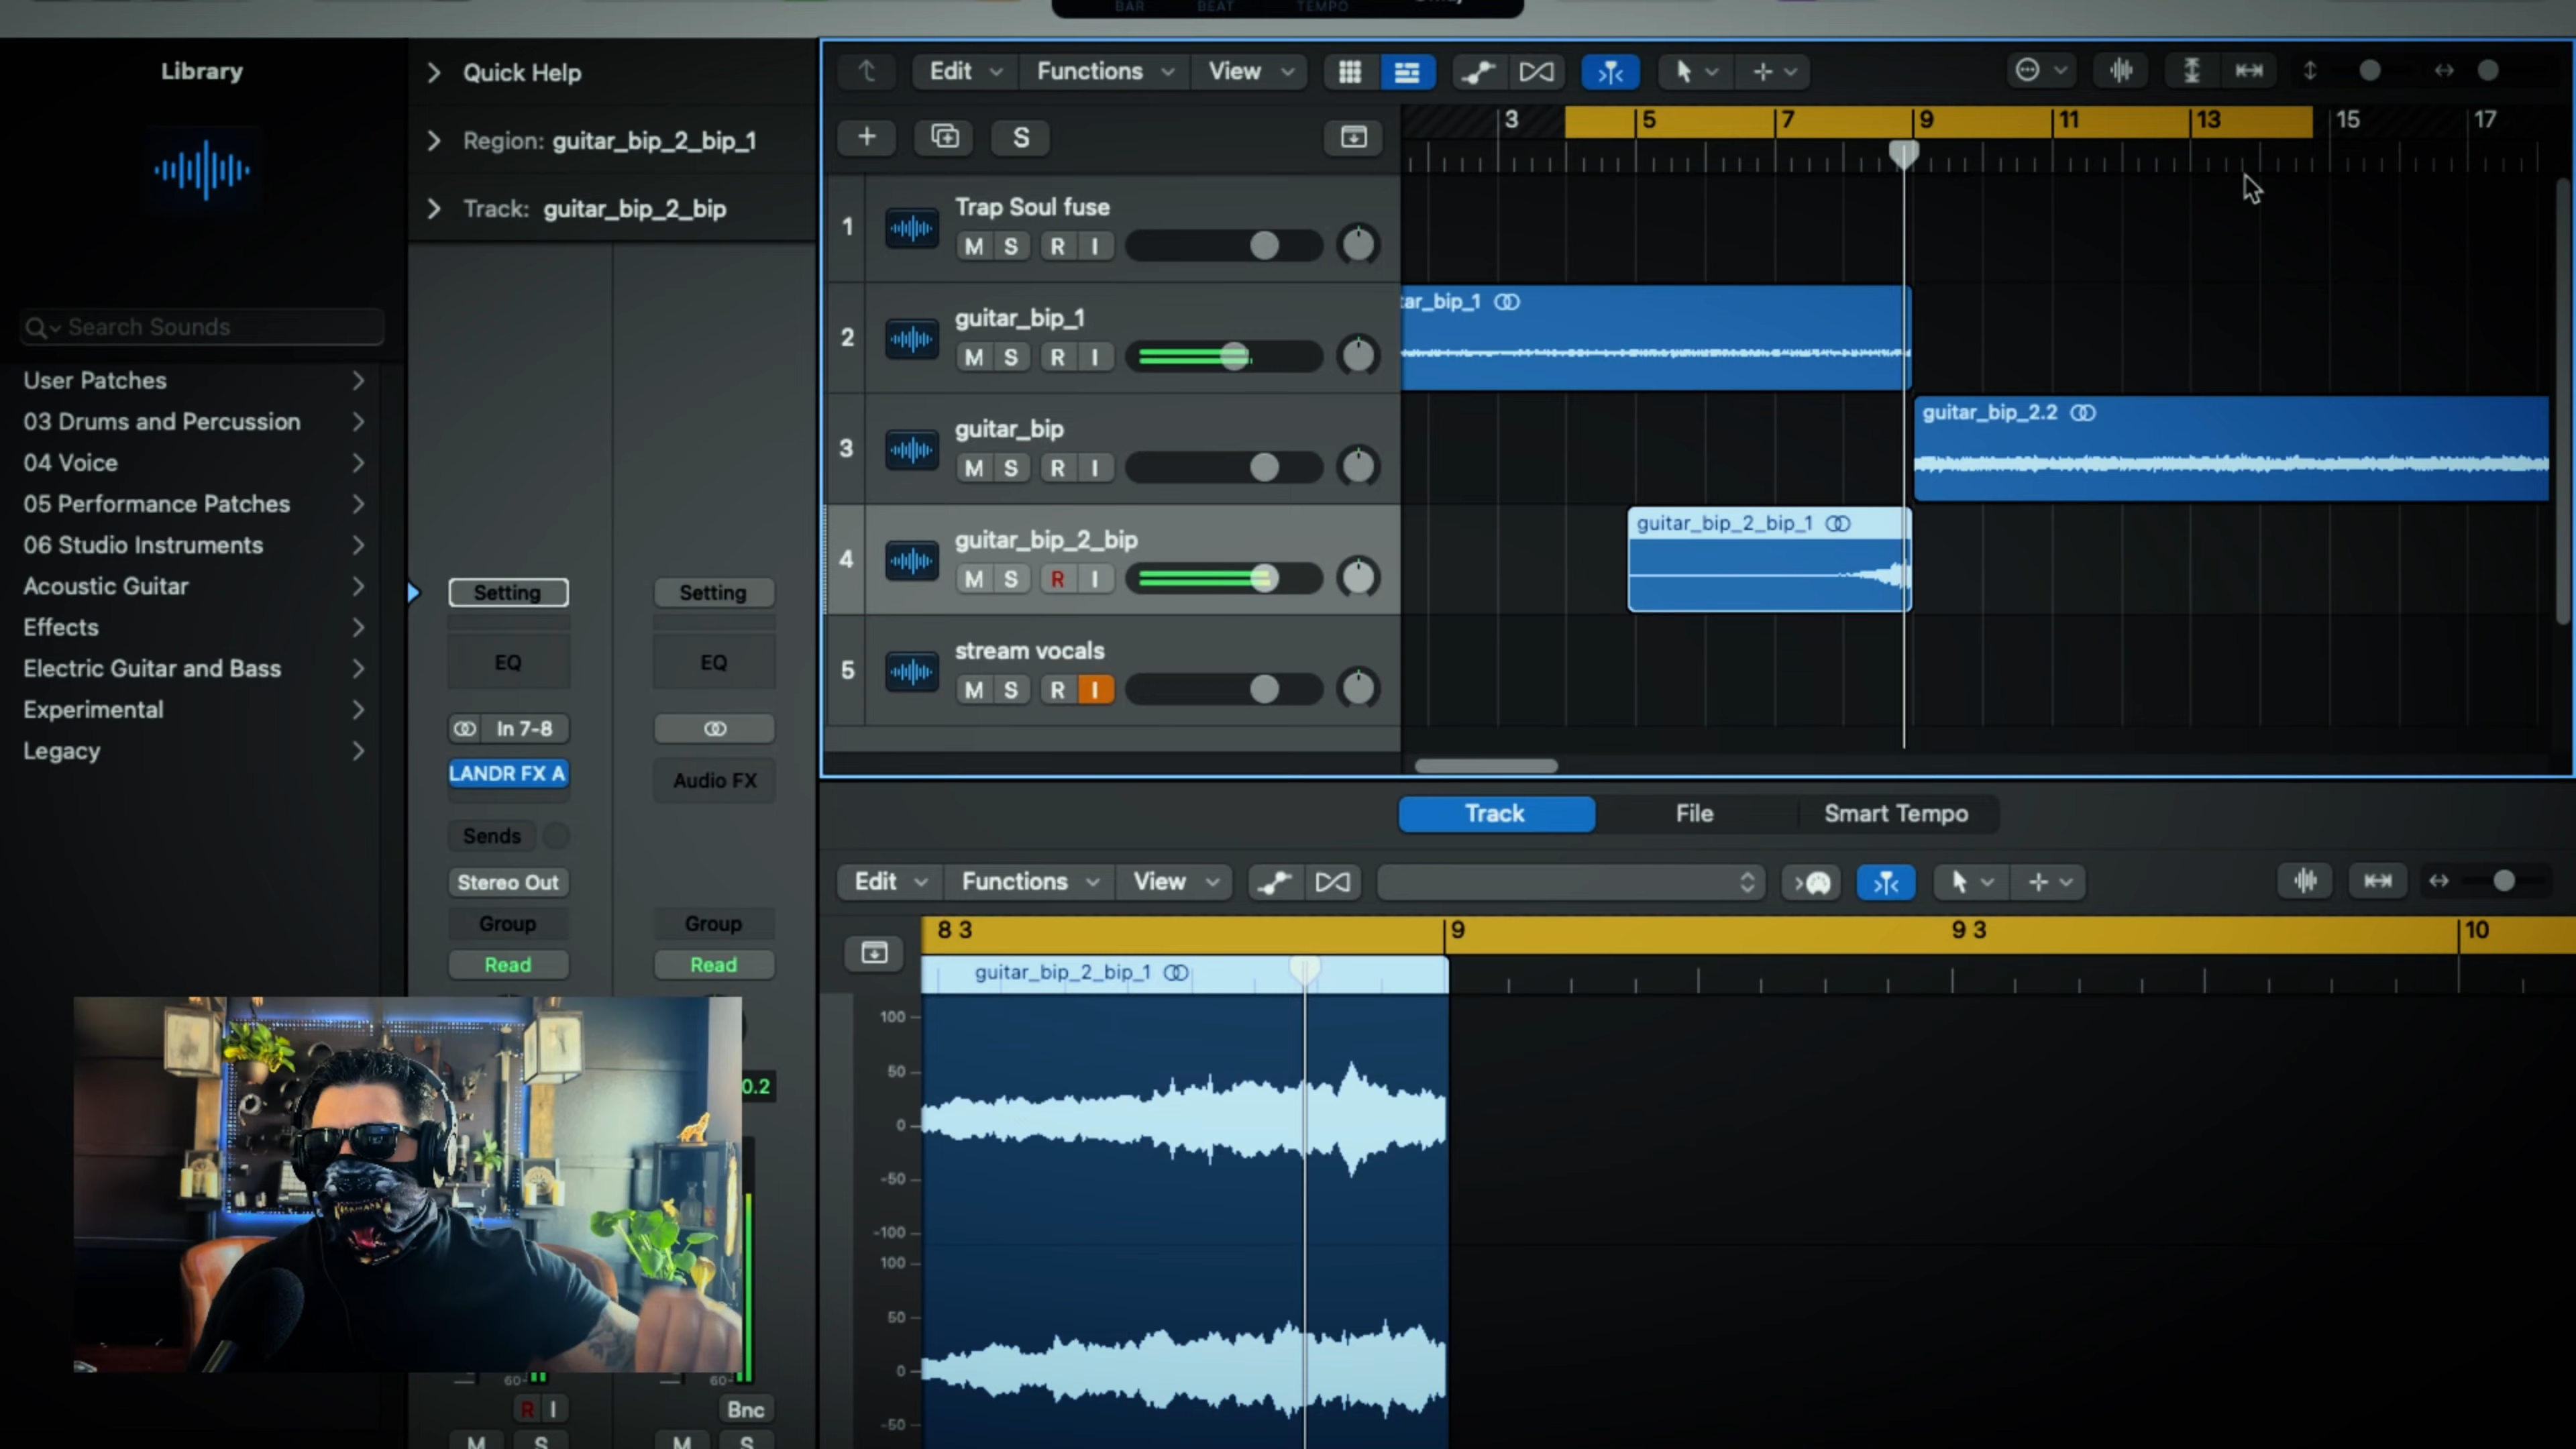 BAR BEAT TEMPO
Library
Quick Help
Region: guitar_bip_2_bip_1
Track: guitar_bip_2_bip
Search Sounds
User Patches
03 Drums and Percussion
04 Voice
05 Performance Patches
06 Studio Instruments
Acoustic Guitar
Effects
Electric Guitar and Bass
Experimental
Legacy
Setting Setting
EQ EQ
In 7-8
LANDR FX A Audio FX
Sends
Stereo Out
Group Group
Read Read
0.2
60 60
R I Bnc
M S M S
Edit Functions View
S
3 5 7 9 11 13 15 17
1 Trap Soul fuse
M S R I
2 guitar_bip_1
M S R I
3 guitar_bip
M S R I
4 guitar_bip_2_bip
M S R I
5 stream vocals
M S R I
tar_bip_1
guitar_bip_2.2
guitar_bip_2_bip_1
Track File Smart Tempo
Edit Functions View
8 3 9 9 3 10
guitar_bip_2_bip_1
100
50
0
-50
-100
100
50
0
-50